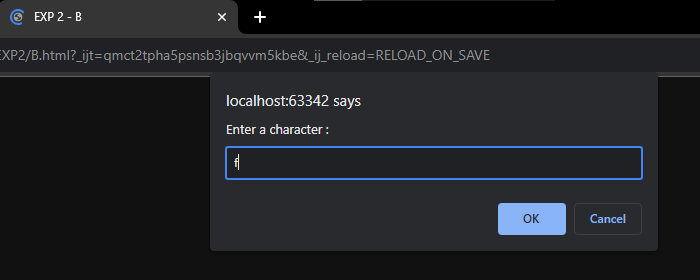 EXP 2 - B
EXP2/B.html?_ijt=qmct2tpha5psnsb3jbqvvm5kbe&_ij_reload=RELOAD_ON_SAVE
localhost:63342 says
Enter a character :
f
OK
Cancel